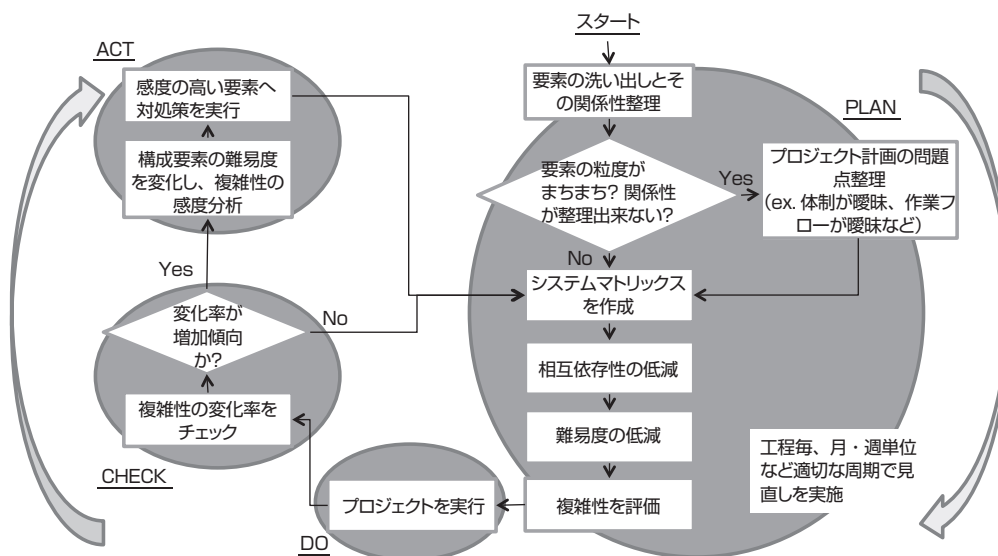 スタート
要素の洗い出しとそ
の関係性整理
PLAN
要素の粒度が
まちまち? 関係性
が整理出来ない?
Yes
プロジェクト計画の問題
点整理
(ex. 体制が曖昧、作業フ
ローが曖昧など)
No
システムマトリックス
を作成
相互依存性の低減
難易度の低減
複雑性を評価
工程毎、月・週単位
など適切な周期で見
直しを実施
プロジェクトを実行
DO
複雑性の変化率を
チェック
CHECK
変化率が
増加傾向
か?
No
Yes
構成要素の難易度
を変化し、複雑性の
感度分析
感度の高い要素へ
対処策を実行
ACT